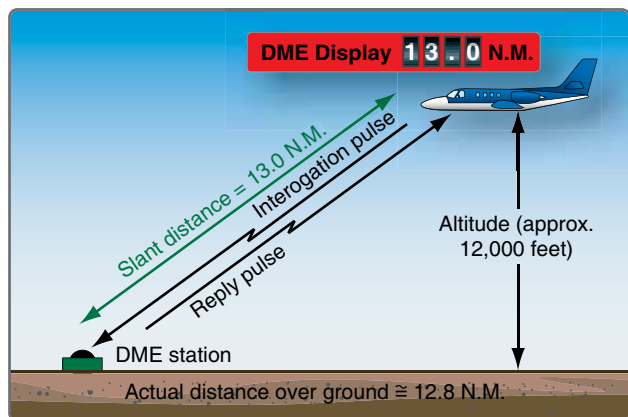 DME Display 13.0 N.M.
Slant distance = 13.0 N.M.
Interogation pulse
Reply pulse
Altitude (approx.
12,000 feet)
DME station
Actual distance over ground ≅ 12.8 N.M.